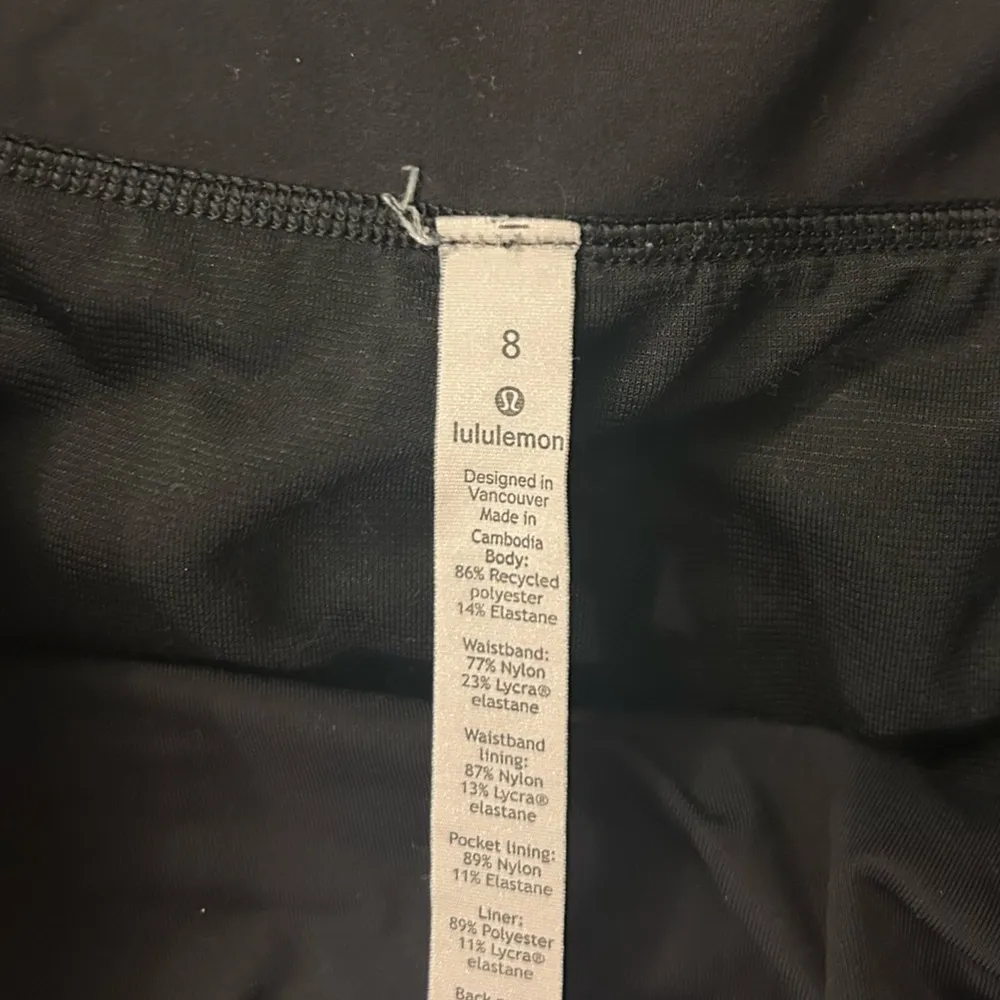 8
lululemon
Designed in
Vancouver
Made in
Cambodia
Body:
86% Recycled
polyester
14% Elastane
Waistband:
77% Nylon
23% Lycra®
elastane
Waistband
lining:
87% Nylon
13% Lycra®
elastane
Pocket lining:
89% Nylon
11% Elastane
Liner:
89% Polyester
11% Lycra®
elastane
Back